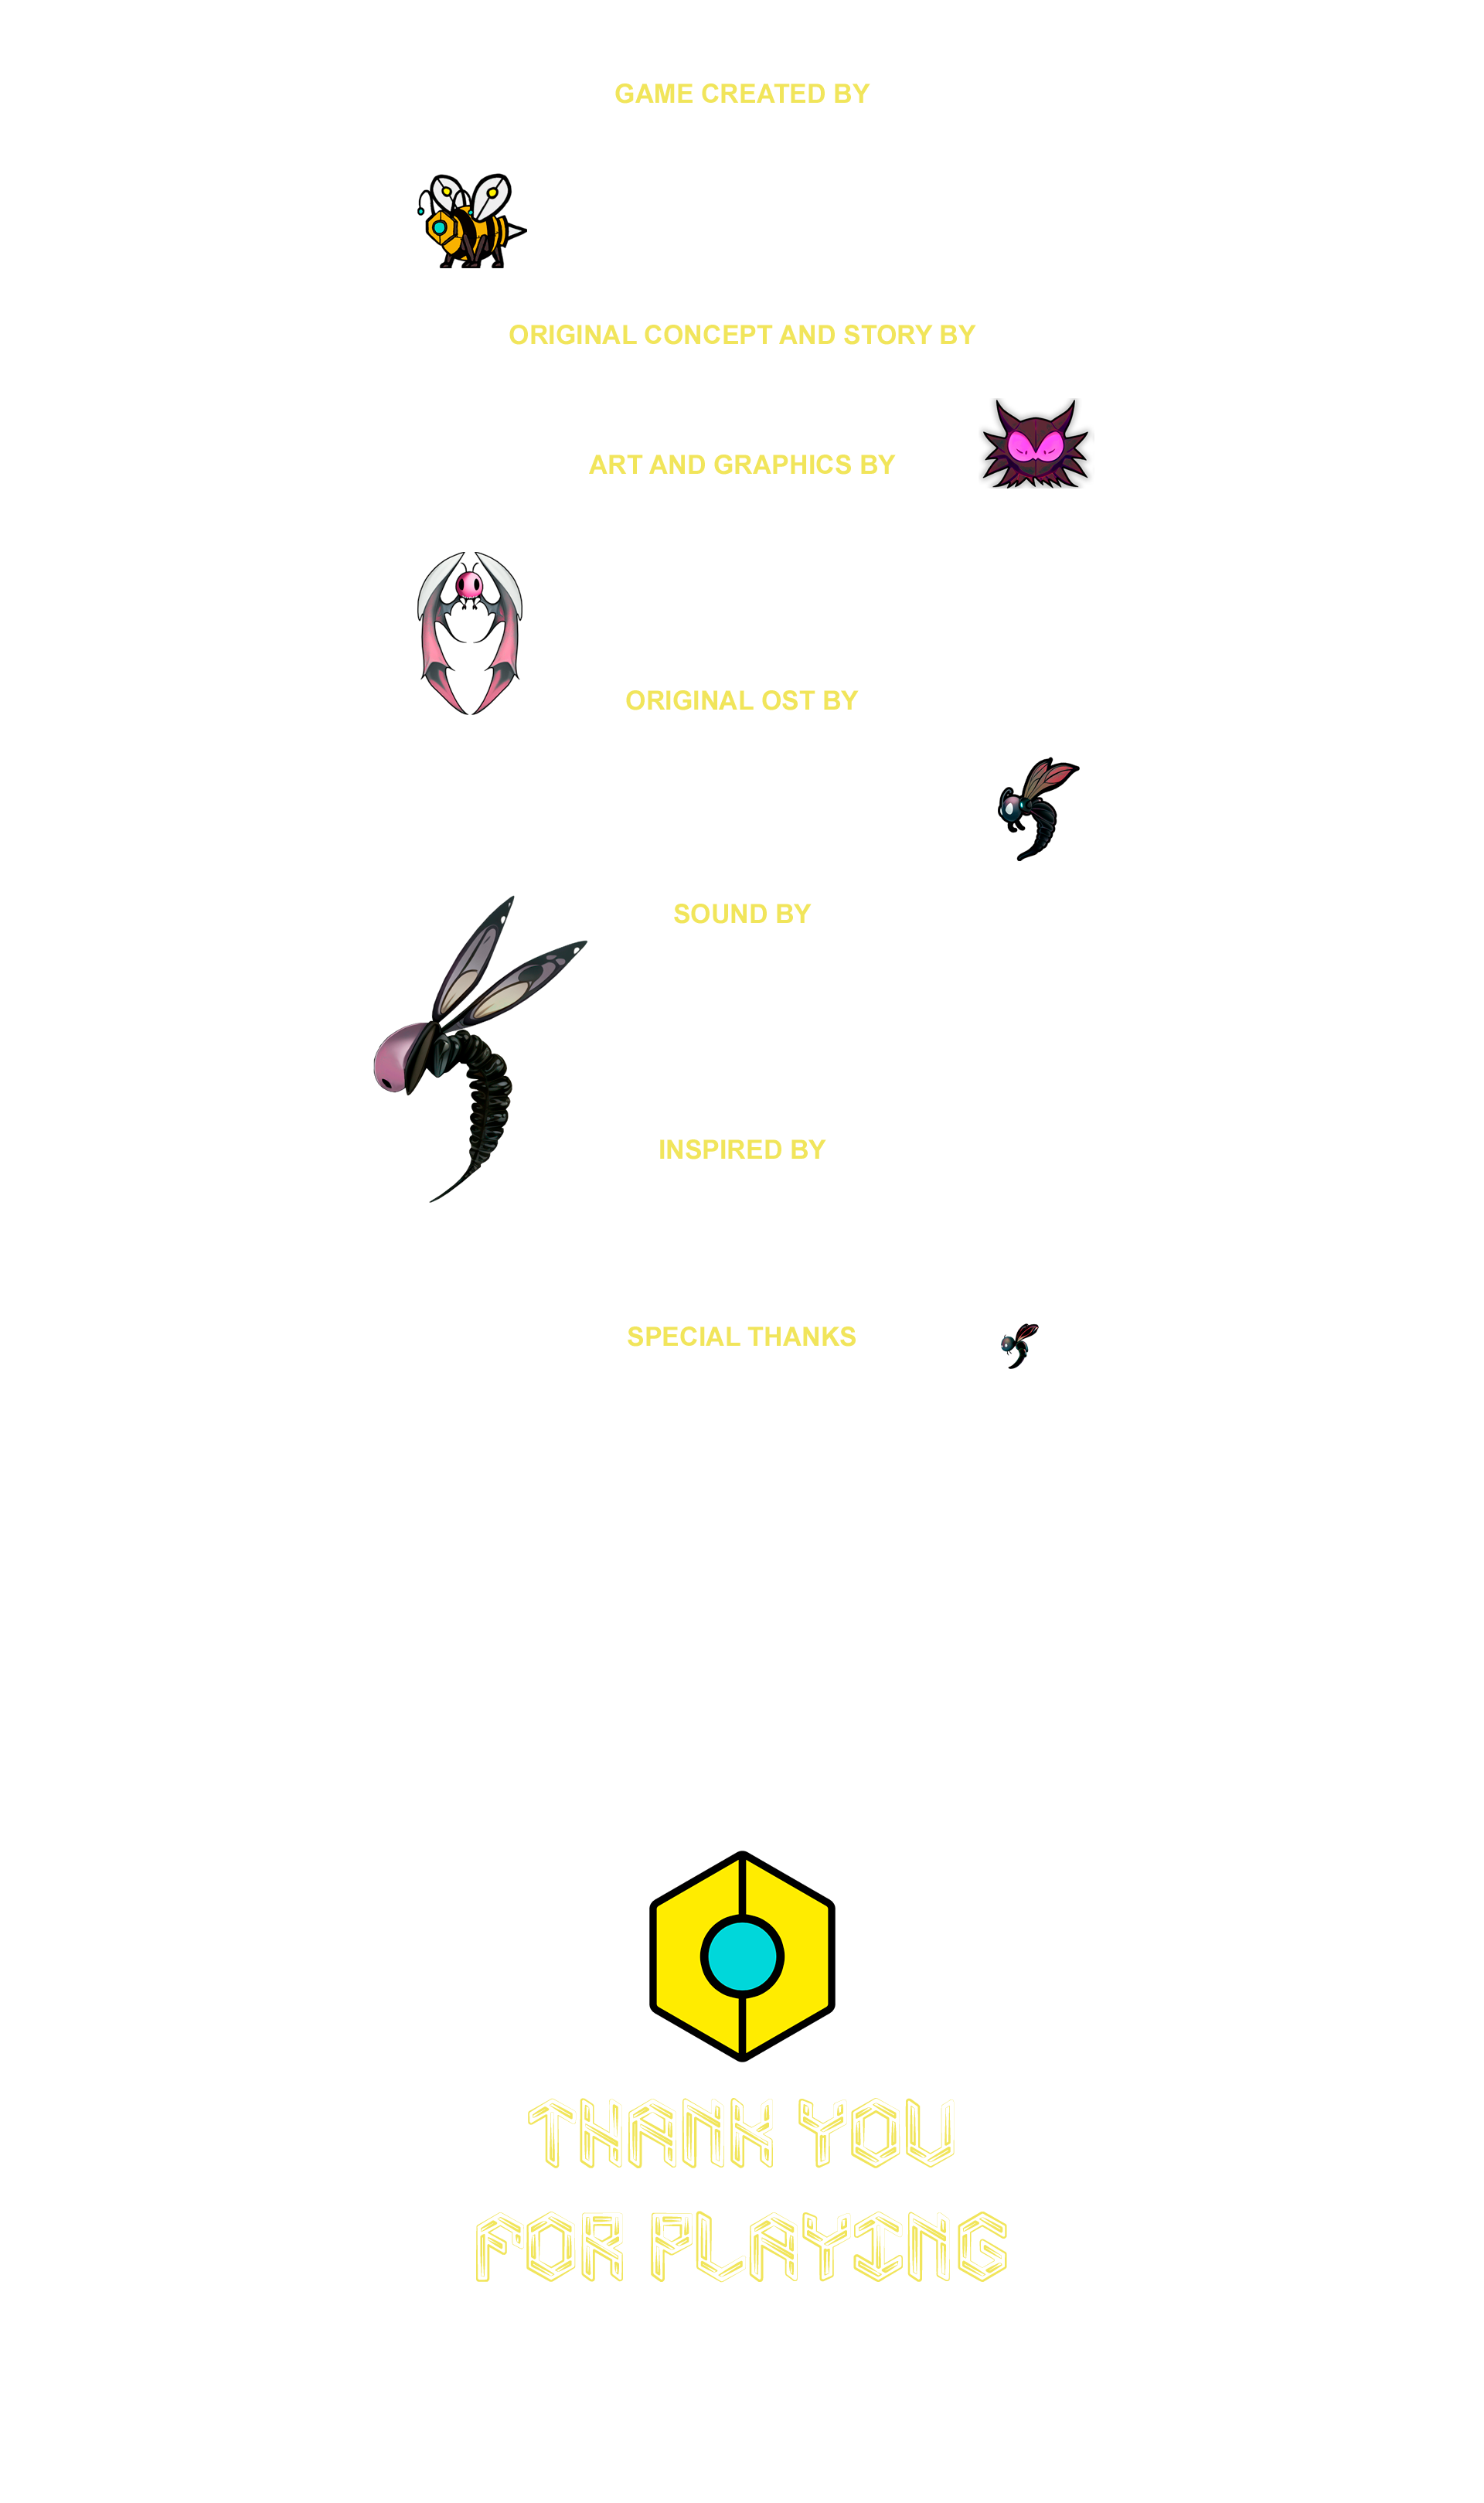 GAME CREATED BY
ORIGINAL CONCEPT AND STORY BY
ART AND GRAPHICS BY
ORIGINAL OST BY
SOUND BY
INSPIRED BY
SPECIAL THANKS
THANK YOU
FOR PLAYING